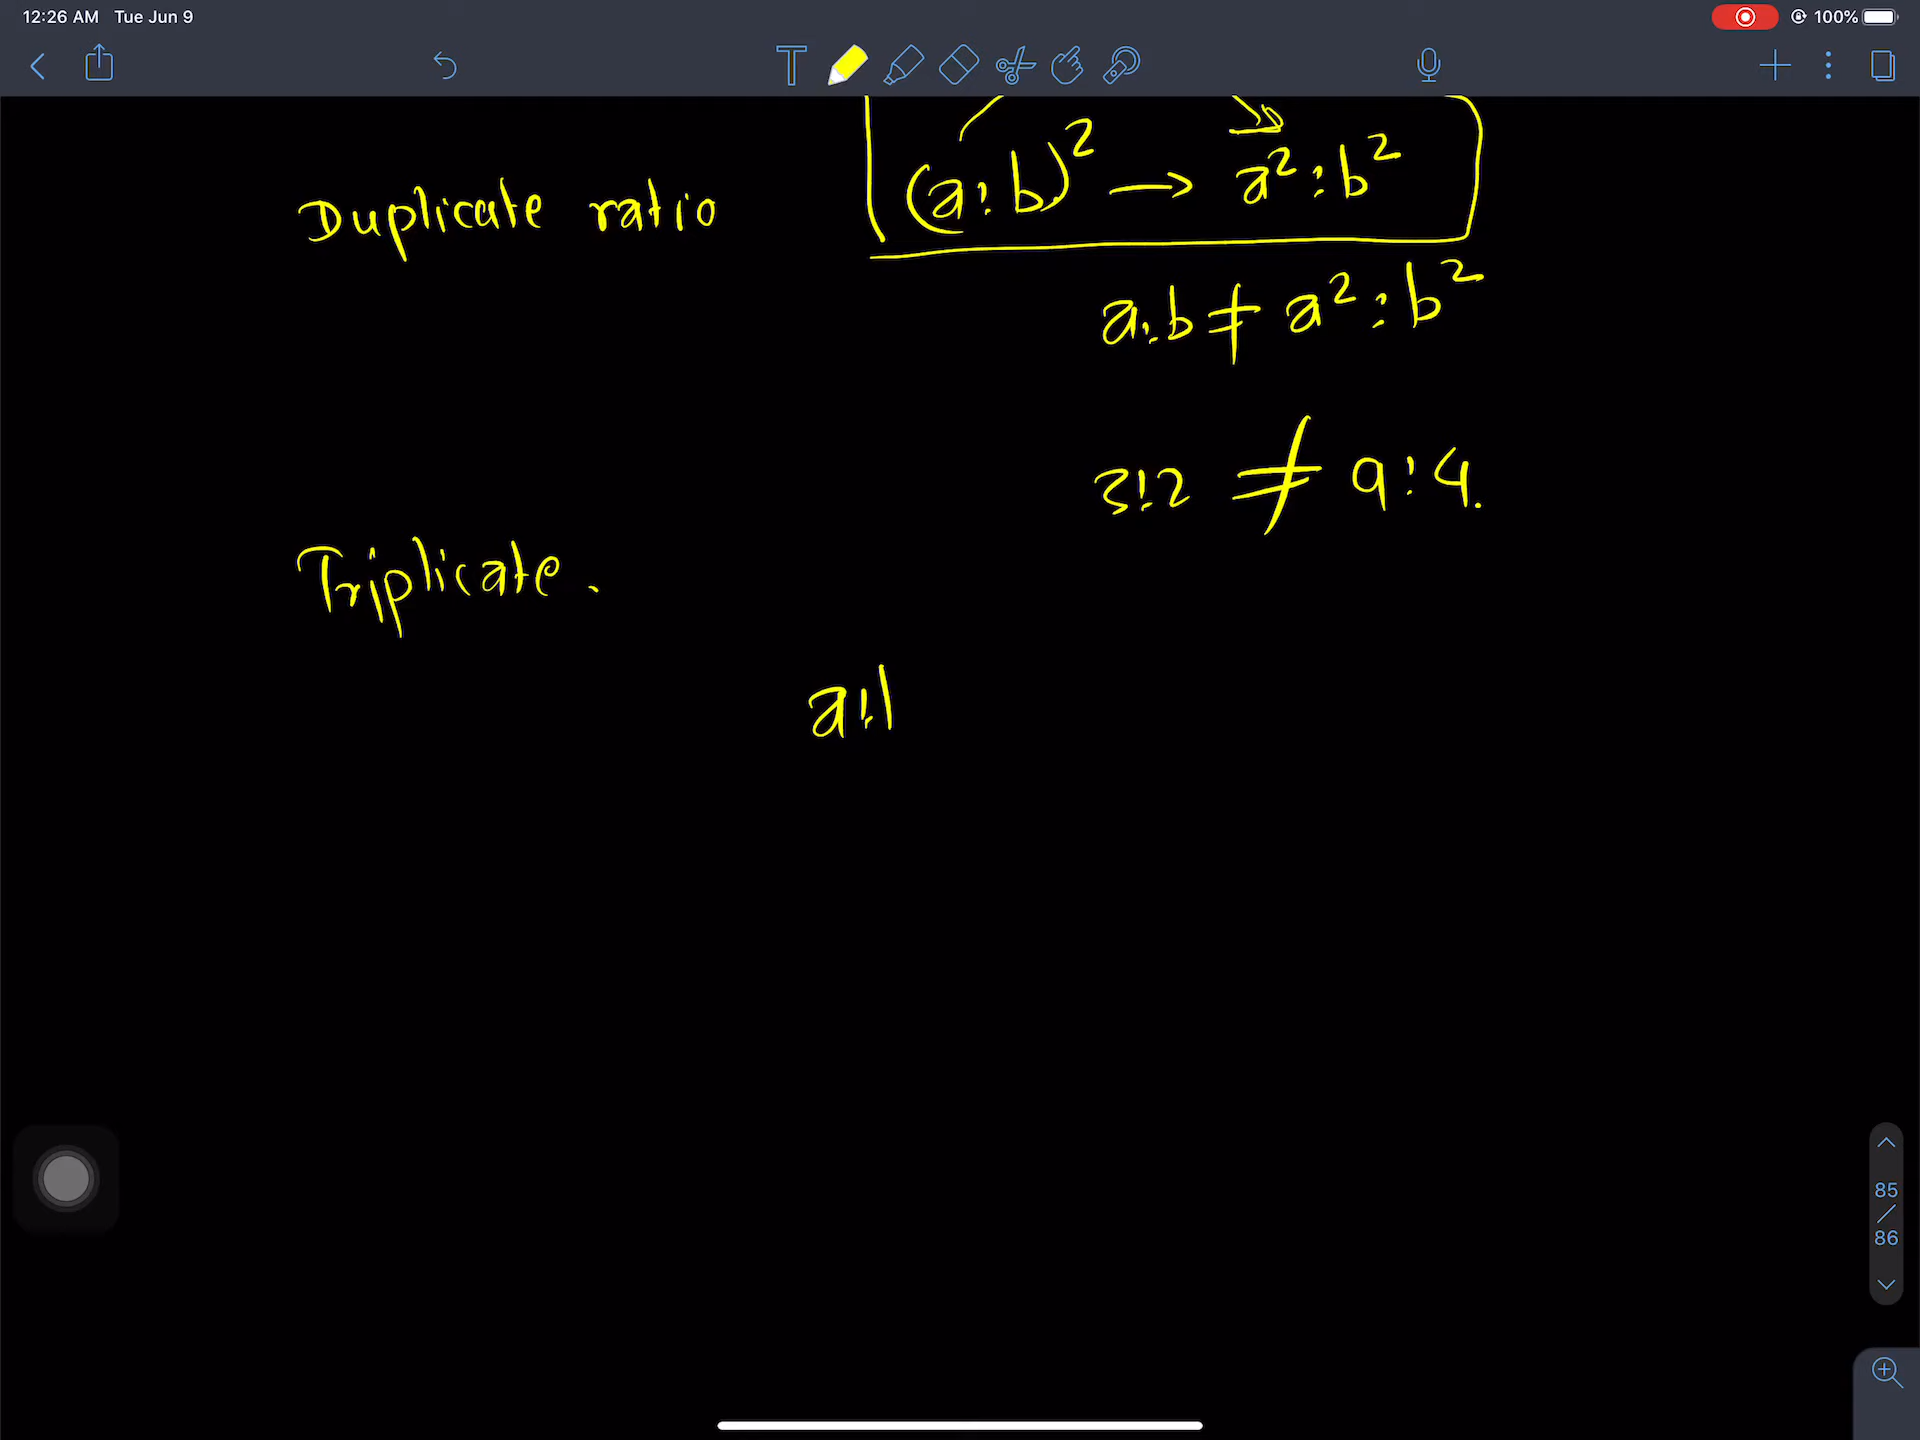 12:26 AM Tue Jun 9
100%
T
(a:b)² → a²:b²
Duplicate ratio
a:b ≠ a²:b²
3:2 ≠ 9:4.
Triplicate.
a:l
85
/
86